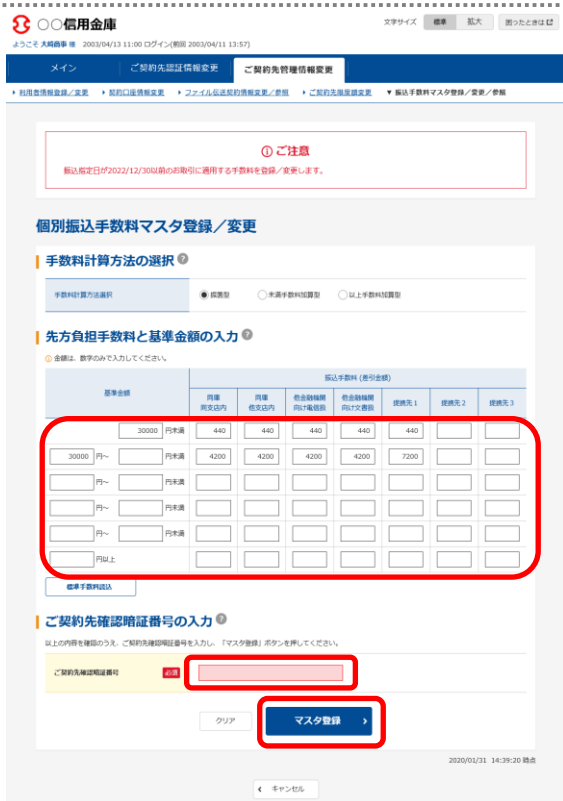 〇〇信用金庫
文字サイズ 標準 拡大 困ったときは
ようこそ 大崎商事 様 2003/04/13 11:00 ログイン(前回 2003/04/11 13:57)
メイン ご契約先認証情報変更 ご契約先管理情報変更
利用者情報登録/変更 契約口座情報変更 ファイル伝送契約情報変更/参照 ご契約先限度額変更 ▼ 振込手数料マスタ登録/変更/参照
ご注意
振込指定日が2022/12/30以前のお取引に適用する手数料を登録/変更します。
個別振込手数料マスタ登録/変更
手数料計算方法の選択
手数料計算方法選択 据置型 未満手数料加算型 以上手数料加算型
先方負担手数料と基準金額の入力
金額は、数字のみで入力してください。
基準金額 振込手数料 (差引金額)
同庫 同支店内 同庫 他支店内 他金融機関 向け電信扱 他金融機関 向け文書扱 提携先1 提携先2 提携先3
30000 円未満 440 440 440 440 440
30000 円~ 円未満 4200 4200 4200 4200 7200
円~ 円未満
円~ 円未満
円~ 円未満
円以上
標準手数料読込
ご契約先確認暗証番号の入力
以上の内容を確認のうえ、ご契約先確認暗証番号を入力し、「マスタ登録」ボタンを押してください。
ご契約先確認暗証番号 必須
クリア マスタ登録
2020/01/31 14:39:20 時点
キャンセル